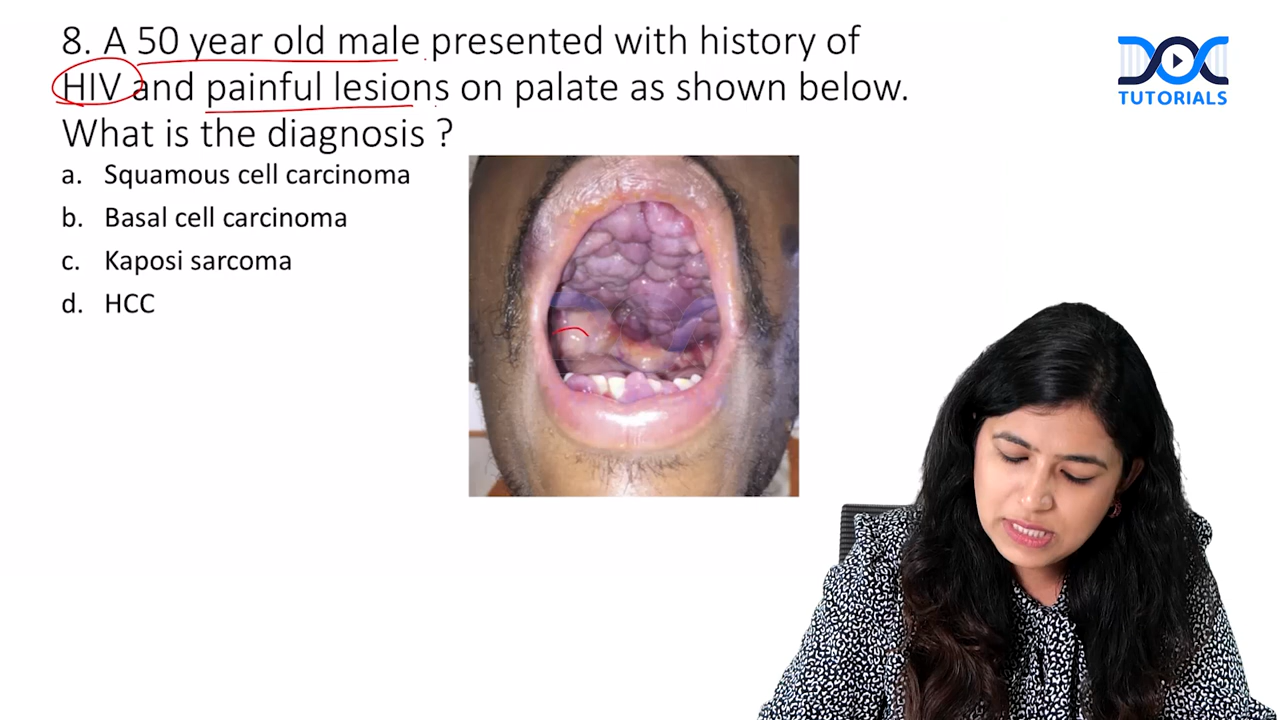 8. A 50 year old male presented with history of
HIV and painful lesions on palate as shown below.
What is the diagnosis ?
a. Squamous cell carcinoma
b. Basal cell carcinoma
c. Kaposi sarcoma
d. HCC
DOC
TUTORIALS